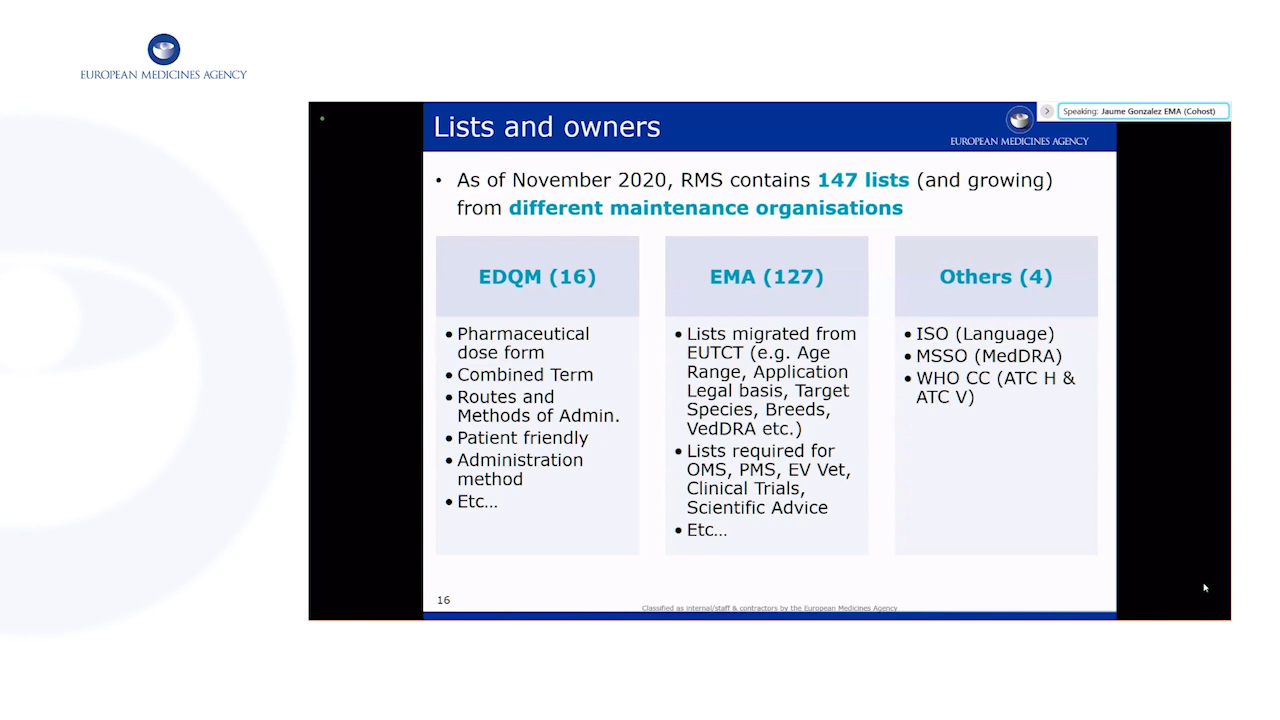 EUROPEAN MEDICINES AGENCY
Speaking: Jaume Gonzalez EMA (Cohost)
Lists and owners
EUROPEAN MEDICINES AGENCY
• As of November 2020, RMS contains 147 lists (and growing)
from different maintenance organisations
EDQM (16)
• Pharmaceutical
dose form
• Combined Term
• Routes and
Methods of Admin.
• Patient friendly
• Administration
method
• Etc…
EMA (127)
• Lists migrated from
EUTCT (e.g. Age
Range, Application
Legal basis, Target
Species, Breeds,
VedDRA etc.)
• Lists required for
OMS, PMS, EV Vet,
Clinical Trials,
Scientific Advice
• Etc…
Others (4)
• ISO (Language)
• MSSO (MedDRA)
• WHO CC (ATC H &
ATC V)
16
Classified as internal/staff & contractors by the European Medicines Agency